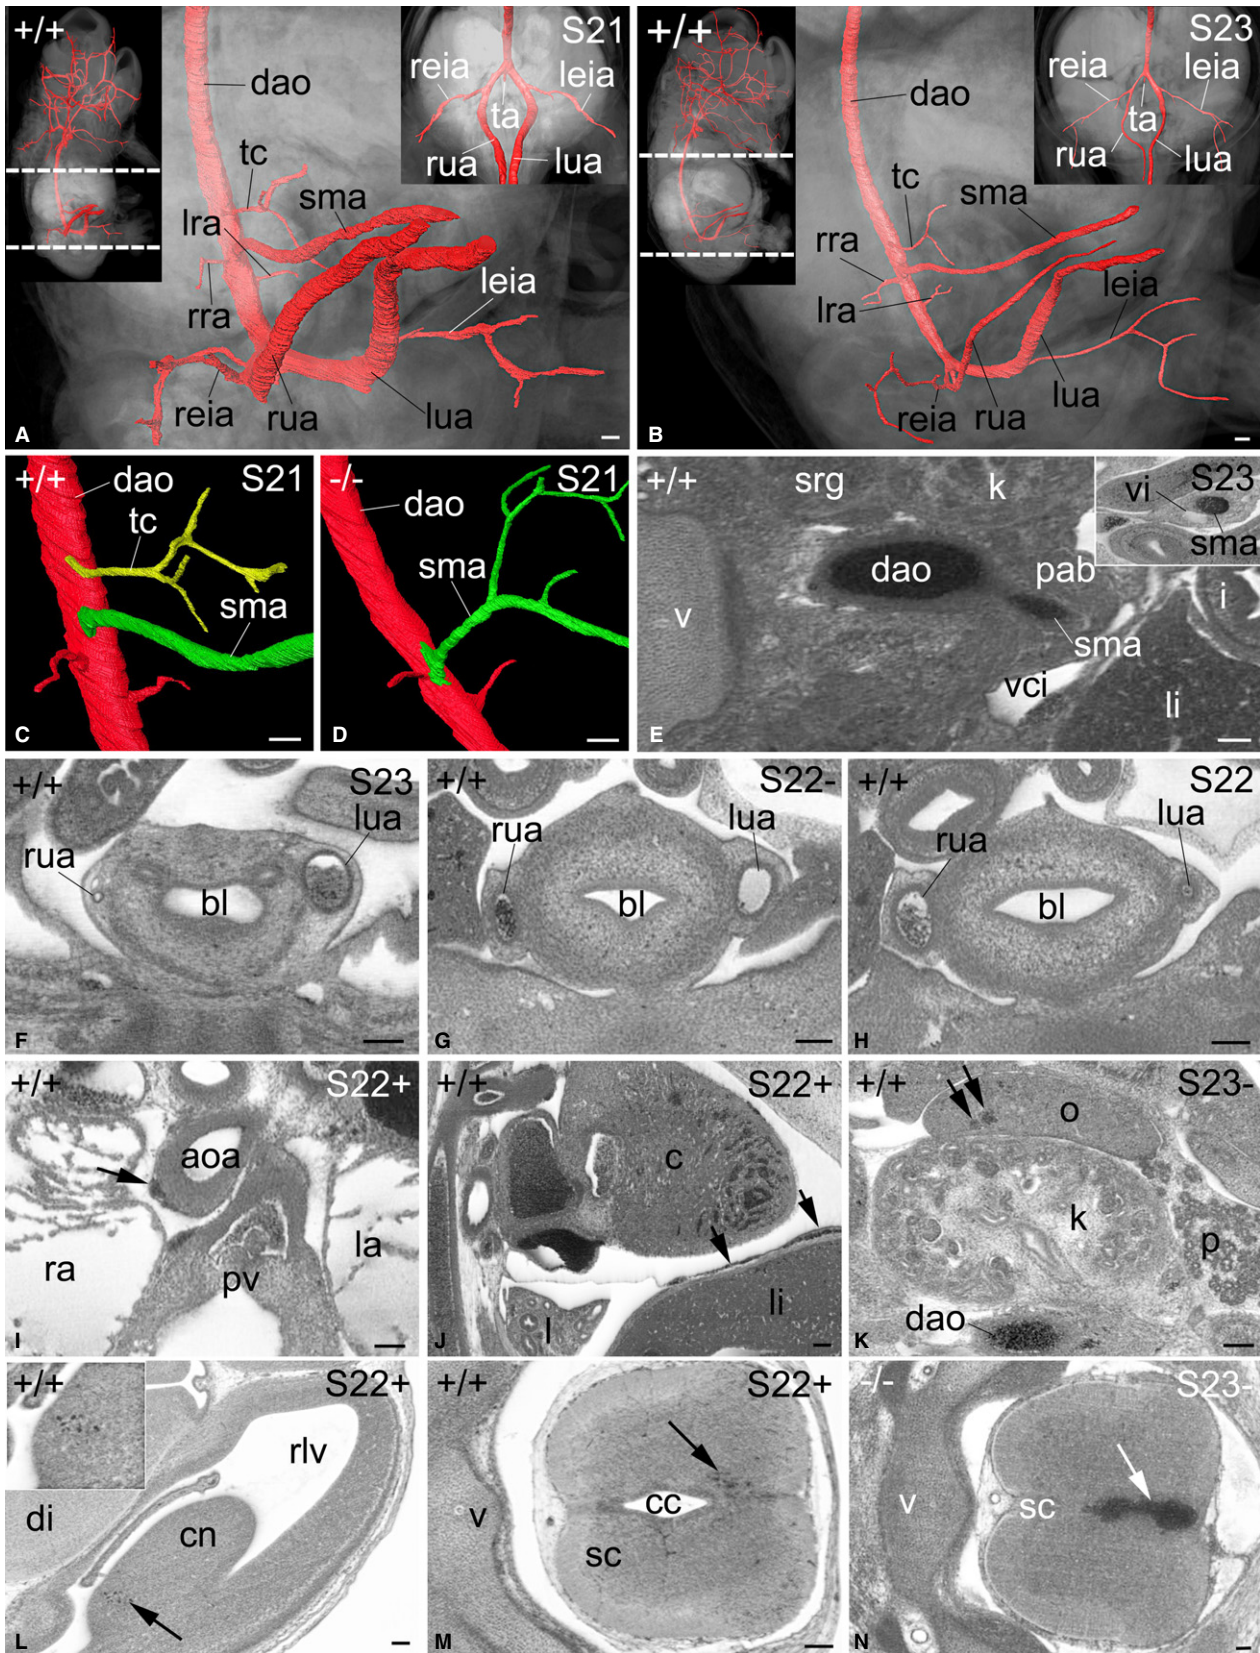 +/+
S21
reia
leia
ta
rua
lua
dao
tc
sma
lra
rra
leia
reia
rua
lua
A
+/+
S23
reia
leia
ta
rua
lua
dao
tc
sma
rra
lra
leia
reia
rua
lua
B
+/+
S21
dao
tc
sma
C
-/-
S21
dao
sma
D
+/+
srg
k
S23
vi
sma
dao
pab
i
v
sma
vci
li
E
+/+
S23
lua
rua
bl
F
+/+
S22-
rua
lua
bl
G
+/+
S22
lua
rua
bl
H
+/+
S22+
aoa
ra
la
pv
I
+/+
S22+
c
li
l
J
+/+
S23-
o
k
p
dao
K
+/+
S22+
rlv
di
cn
L
+/+
S22+
v
cc
sc
M
-/-
S23-
v
sc
N